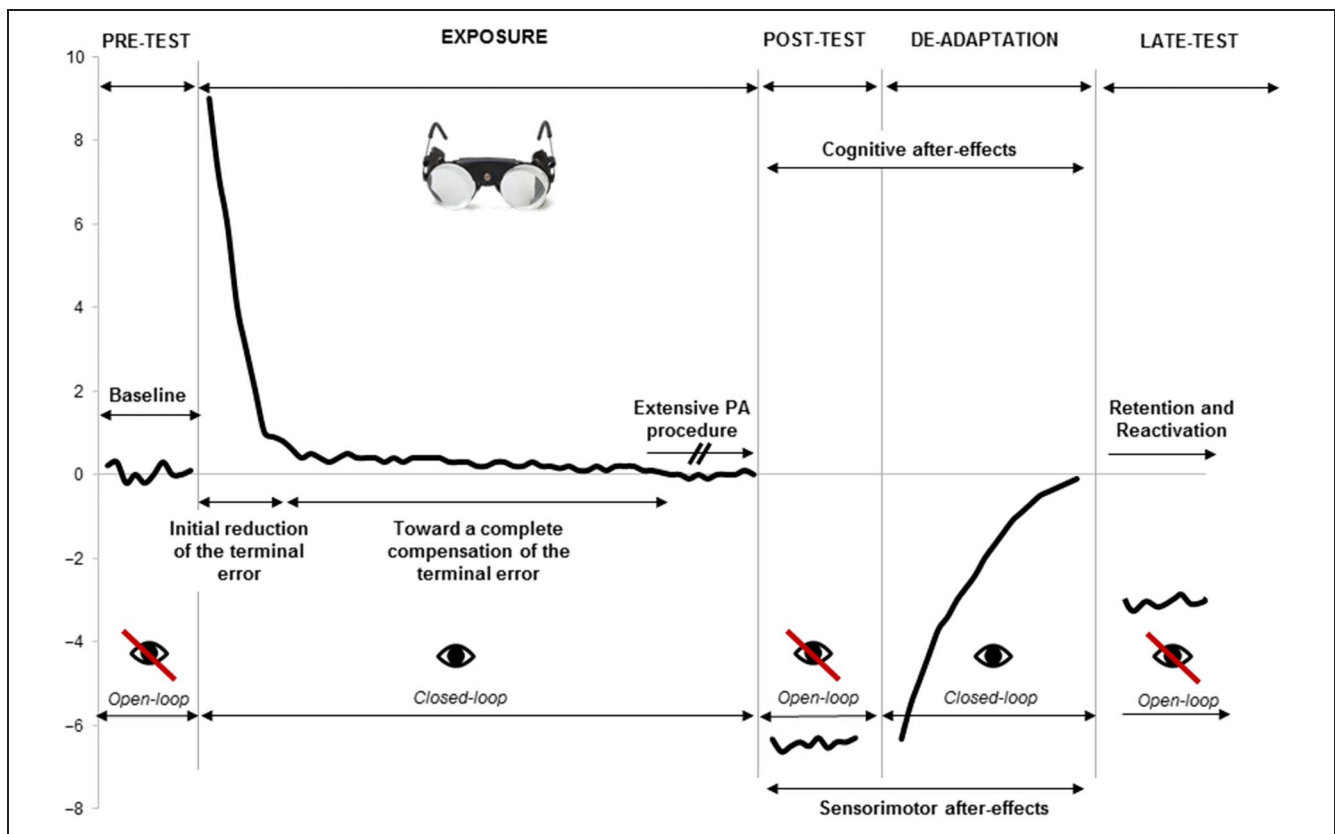 PRE-TEST
EXPOSURE
POST-TEST
DE-ADAPTATION
LATE-TEST
10
8
6
4
2
0
−2
−4
−6
−8
Cognitive after-effects
Baseline
Extensive PA
procedure
Retention and
Reactivation
Initial reduction
of the terminal
error
Toward a complete
compensation of the
terminal error
Open-loop
Closed-loop
Open-loop
Closed-loop
Open-loop
Sensorimotor after-effects